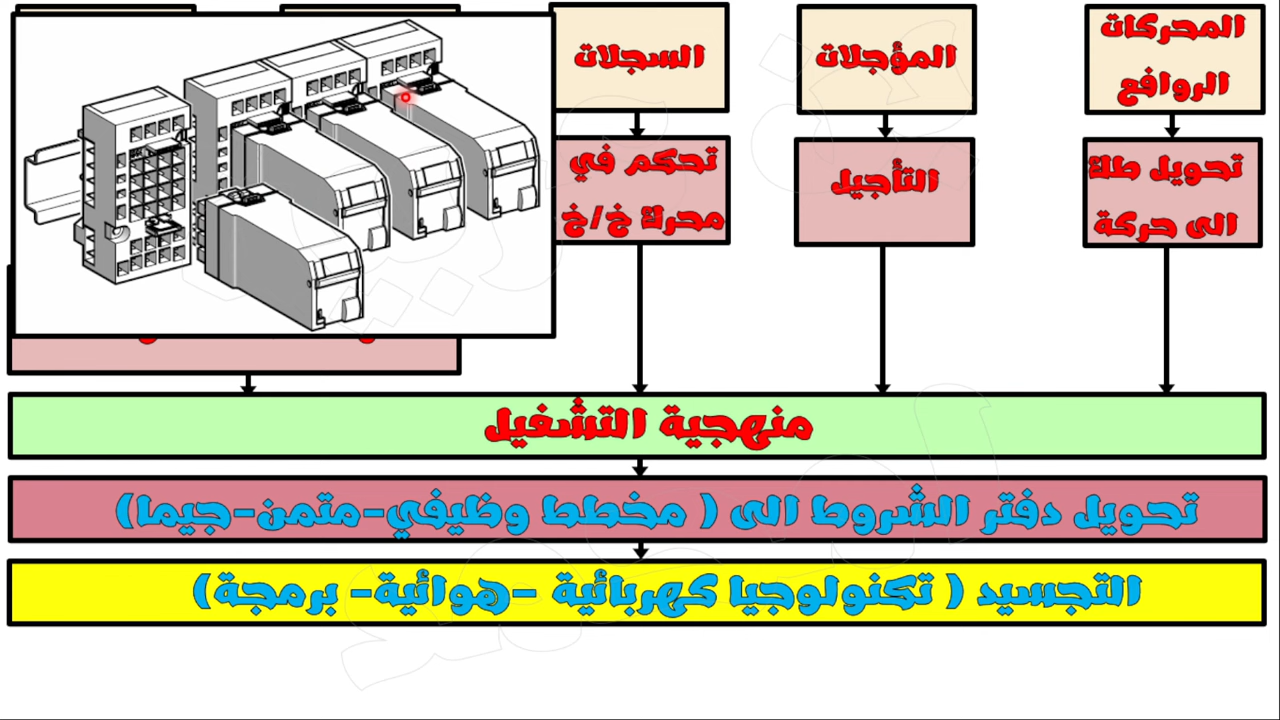 المحركات
الروافع
المؤجلات
السجلات
تحويل طك
الى حركة
التأجيل
تحكم في
محرك خ/خ
منهجية التشغيل
تحويل دفتر الشروط الى ( مخطط وظيفي-متمن-جيما)
التجسيد ( تكنولوجيا كهربائية -هوائية- برمجة)